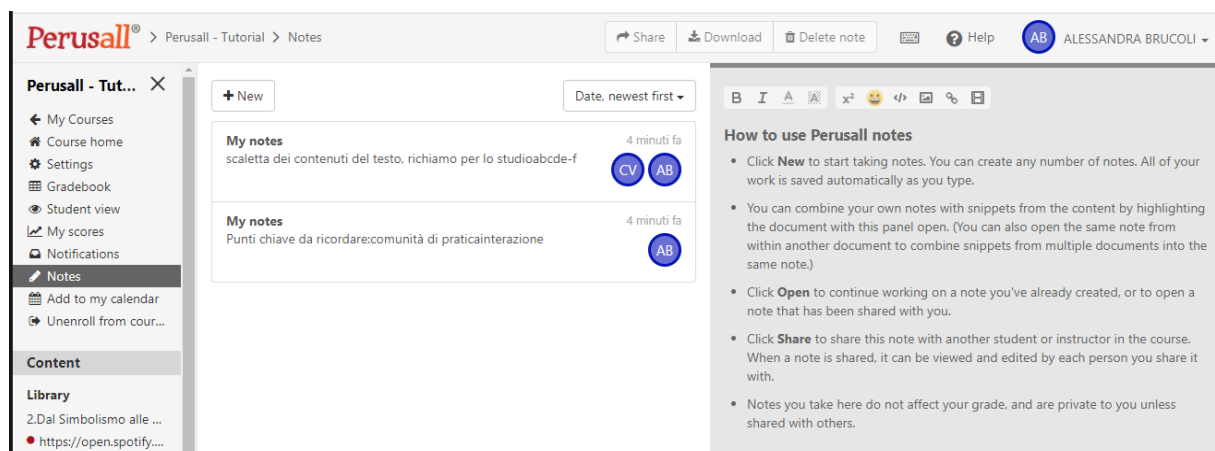 Perusall® > Perusall - Tutorial > Notes
Share
Download
Delete note
Help
AB
ALESSANDRA BRUCOLI
Perusall - Tut...
My Courses
Course home
Settings
Gradebook
Student view
My scores
Notifications
Notes
Add to my calendar
Unenroll from cour...
Content
Library
2.Dal Simbolismo alle ...
https://open.spotify....
New
Date, newest first
My notes
4 minuti fa
scaletta dei contenuti del testo, richiamo per lo studioabcde-f
CV
AB
My notes
4 minuti fa
Punti chiave da ricordare:comunità di praticainterazione
AB
B I A A x² </>
How to use Perusall notes
Click New to start taking notes. You can create any number of notes. All of your
work is saved automatically as you type.
You can combine your own notes with snippets from the content by highlighting
the document with this panel open. (You can also open the same note from
within another document to combine snippets from multiple documents into the
same note.)
Click Open to continue working on a note you've already created, or to open a
note that has been shared with you.
Click Share to share this note with another student or instructor in the course.
When a note is shared, it can be viewed and edited by each person you share it
with.
Notes you take here do not affect your grade, and are private to you unless
shared with others.